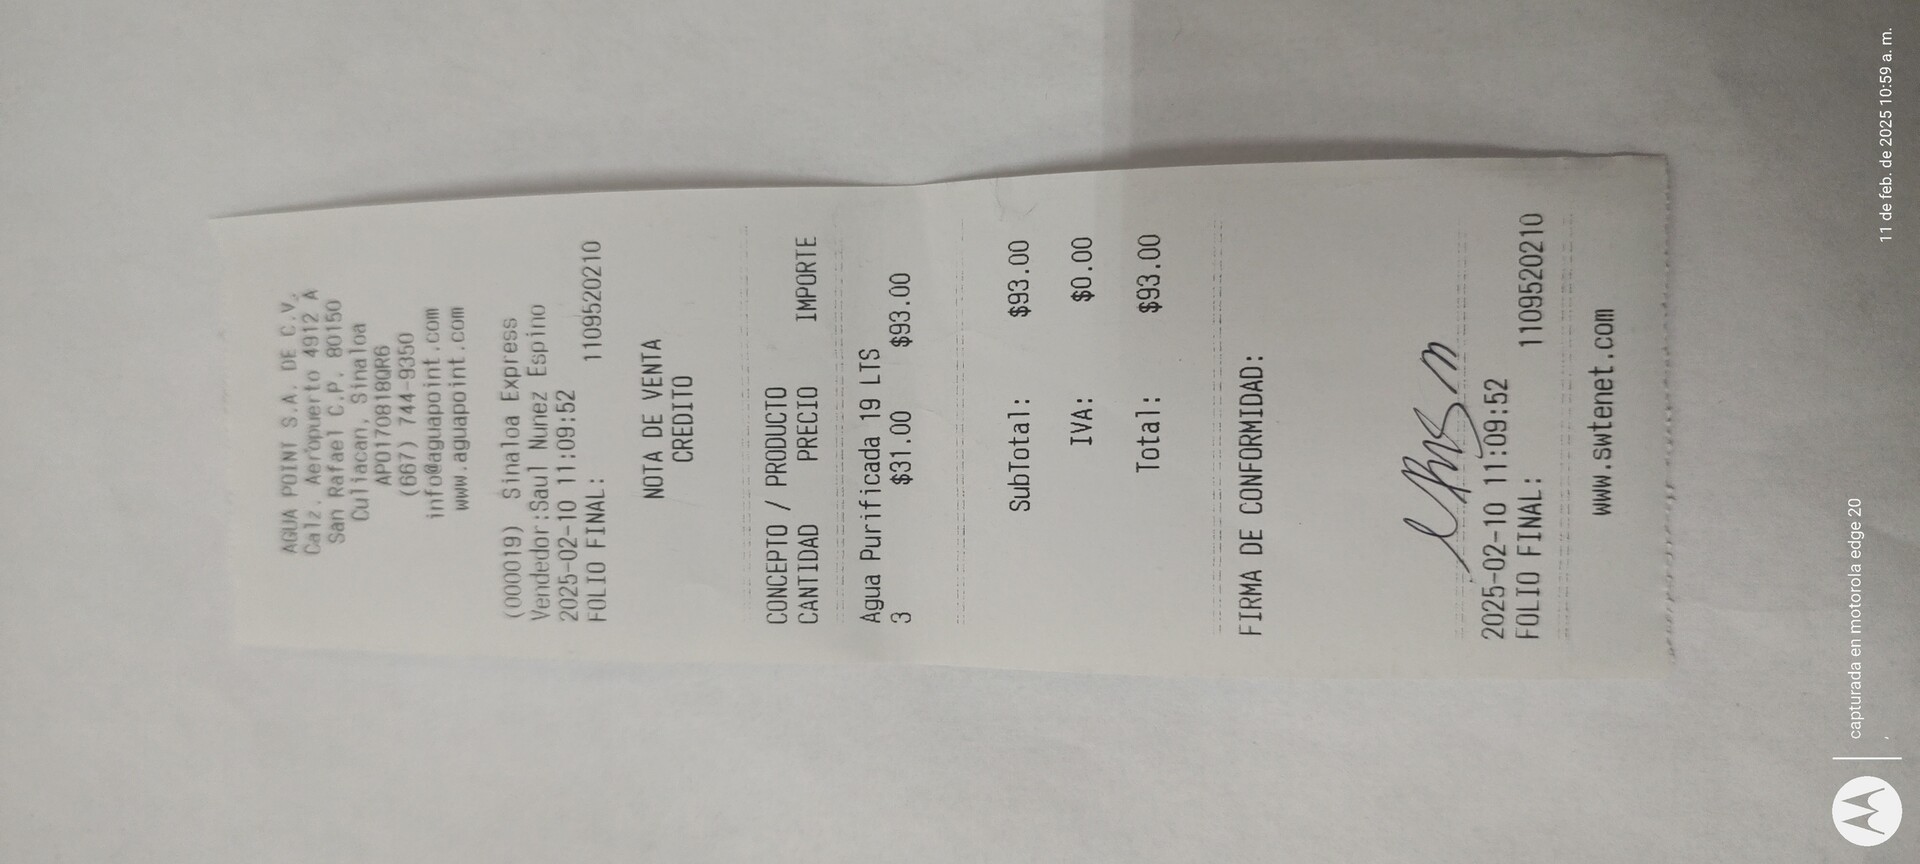 AGUA POINT S.A. DE C.V.
Calz. Aeropuerto 4912 A
San Rafael C.P. 80150
Culiacan, Sinaloa
APO170818QR6
(667) 744-9350
info@aguapoint.com
www.aguapoint.com
(000019) Sinaloa Express
Vendedor:Saul Nunez Espino
2025-02-10 11:09:52
FOLIO FINAL: 1109520210
NOTA DE VENTA
CREDITO
CONCEPTO / PRODUCTO
CANTIDAD PRECIO IMPORTE
Agua Purificada 19 LTS
3 $31.00 $93.00
SubTotal: $93.00
IVA: $0.00
Total: $93.00
FIRMA DE CONFORMIDAD:
2025-02-10 11:09:52
FOLIO FINAL: 1109520210
www.swtenet.com
capturada en motorola edge 20
11 de feb. de 2025 10:59 a. m.